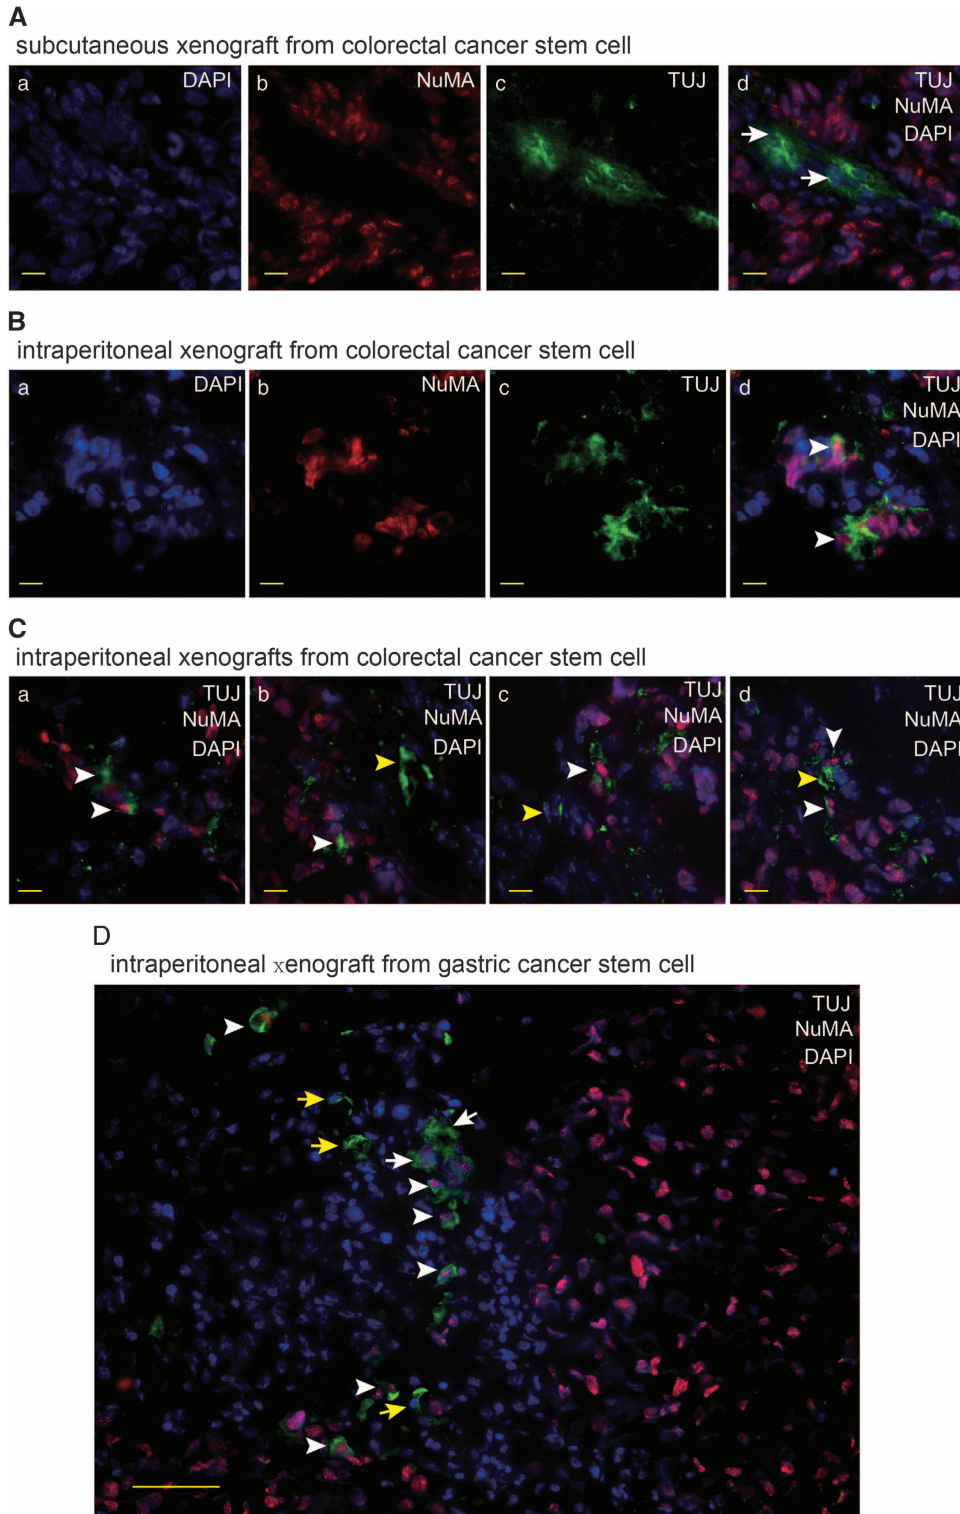 A
subcutaneous xenograft from colorectal cancer stem cell
a DAPI b NuMA c TUJ d TUJ
NuMA
DAPI
B
intraperitoneal xenograft from colorectal cancer stem cell
a DAPI b NuMA c TUJ d TUJ
NuMA
DAPI
C
intraperitoneal xenografts from colorectal cancer stem cell
a TUJ b TUJ c TUJ d TUJ
NuMA NuMA NuMA NuMA
DAPI DAPI DAPI DAPI
D
intraperitoneal xenograft from gastric cancer stem cell
TUJ
NuMA
DAPI